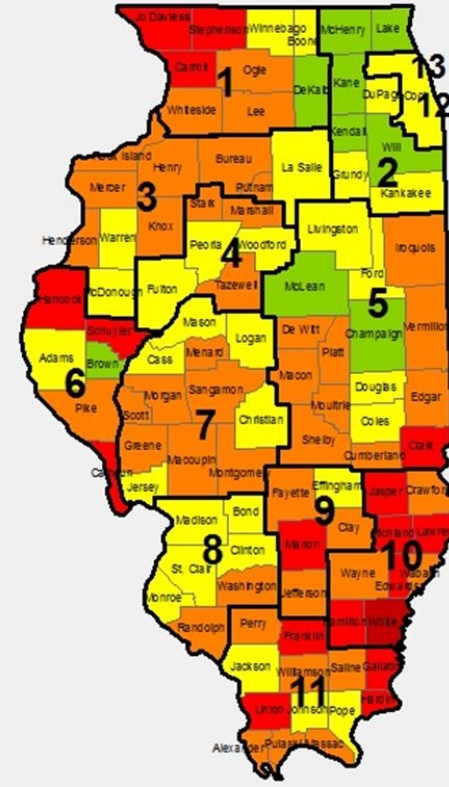 Jo Daviess
Stephenson
Winnebago
Boone
McHenry
Lake
Carroll
Ogle
DeKalb
Kane
DuPage
Cook
13
12
1
Whiteside
Lee
Kendall
Will
2
Grundy
Kankakee
Rock Island
Henry
Bureau
La Salle
Putnam
Mercer
3
Knox
Stark
Marshall
Henderson
Warren
Peoria
4
Woodford
Livingston
Iroquois
Ford
Hancock
McDonough
Fulton
Tazewell
McLean
5
Schuyler
Mason
Logan
De Witt
Champaign
Vermilion
Adams
Brown
Cass
Menard
Piatt
6
Macon
Pike
Morgan
Sangamon
Christian
Douglas
Edgar
Scott
7
Moultrie
Coles
Greene
Macoupin
Shelby
Cumberland
Clark
Calhoun
Jersey
Montgomery
Fayette
Effingham
Jasper
Crawfor
Madison
Bond
9
Clay
8
Clinton
Marion
Richland
Lawre
10
St. Clair
Wayne
Wabash
Edwards
Washington
Jefferson
Monroe
Randolph
Perry
Franklin
Hamilton
White
Jackson
Williamson
Saline
Gallatin
11
Union
Johnson
Pope
Hardin
Alexander
Pulaski
Massac